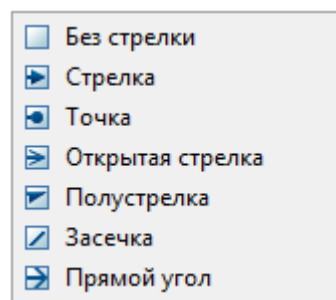 Без стрелки
Стрелка
Точка
Открытая стрелка
Полустрелка
Засечка
Прямой угол